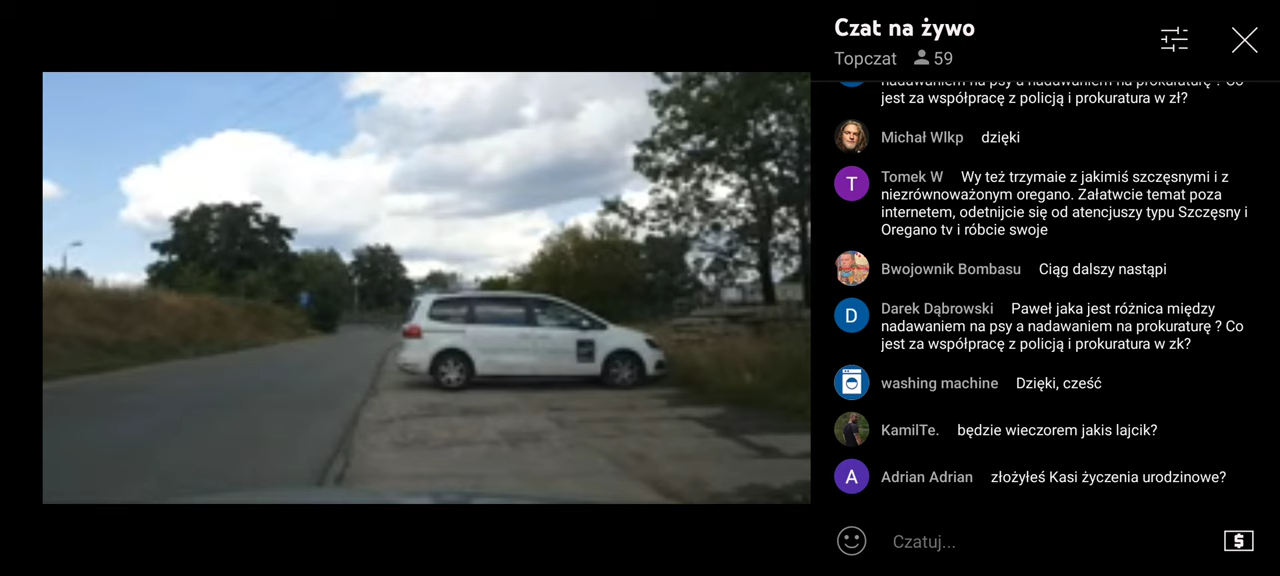 Czat na żywo
Topczat 59
nadawaniem na psy a nadawaniem na prokuraturę ? Co
jest za współpracę z policją i prokuratura w zł?
Michał Wlkp dzięki
Tomek W Wy też trzymaie z jakimiś szczęsnymi i z
niezrównoważonym oregano. Załatwcie temat poza
internetem, odetnijcie się od atencjuszy typu Szczęsny i
Oregano tv i róbcie swoje
Bwojownik Bombasu Ciąg dalszy nastąpi
Darek Dąbrowski Paweł jaka jest różnica między
nadawaniem na psy a nadawaniem na prokuraturę ? Co
jest za współpracę z policją i prokuratura w zk?
washing machine Dzięki, cześć
KamilTe. będzie wieczorem jakis lajcik?
Adrian Adrian złożyłeś Kasi życzenia urodzinowe?
Czatuj...